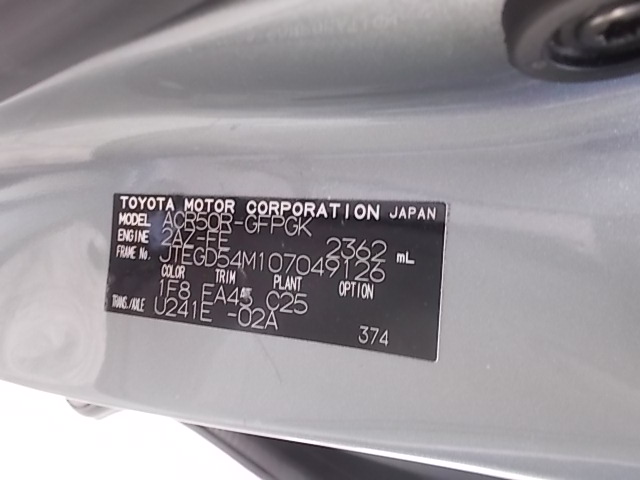 TOYOTA MOTOR CORPORATION JAPAN
MODEL ACR50R-GFPGK
ENGINE 2AZ-FE 2362 mL
FRAME No. JTEGD54M107049126
COLOR TRIM PLANT OPTION
1F8 EA43 C25
TRANS./AXLE U241E -02A
374